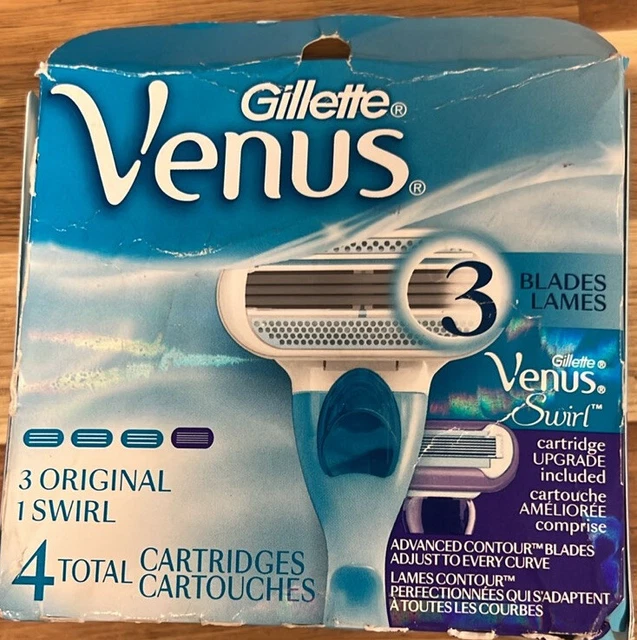 Gillette®
Venus®
3
BLADES
LAMES
Gillette®
Venus®
Swirl™
cartridge
UPGRADE
included
cartouche
AMÉLIORÉE
comprise
3 ORIGINAL
1 SWIRL
4 TOTAL CARTRIDGES
CARTOUCHES
ADVANCED CONTOUR™ BLADES
ADJUST TO EVERY CURVE
LAMES CONTOUR™
PERFECTIONNÉES QUI S'ADAPTENT
À TOUTES LES COURBES